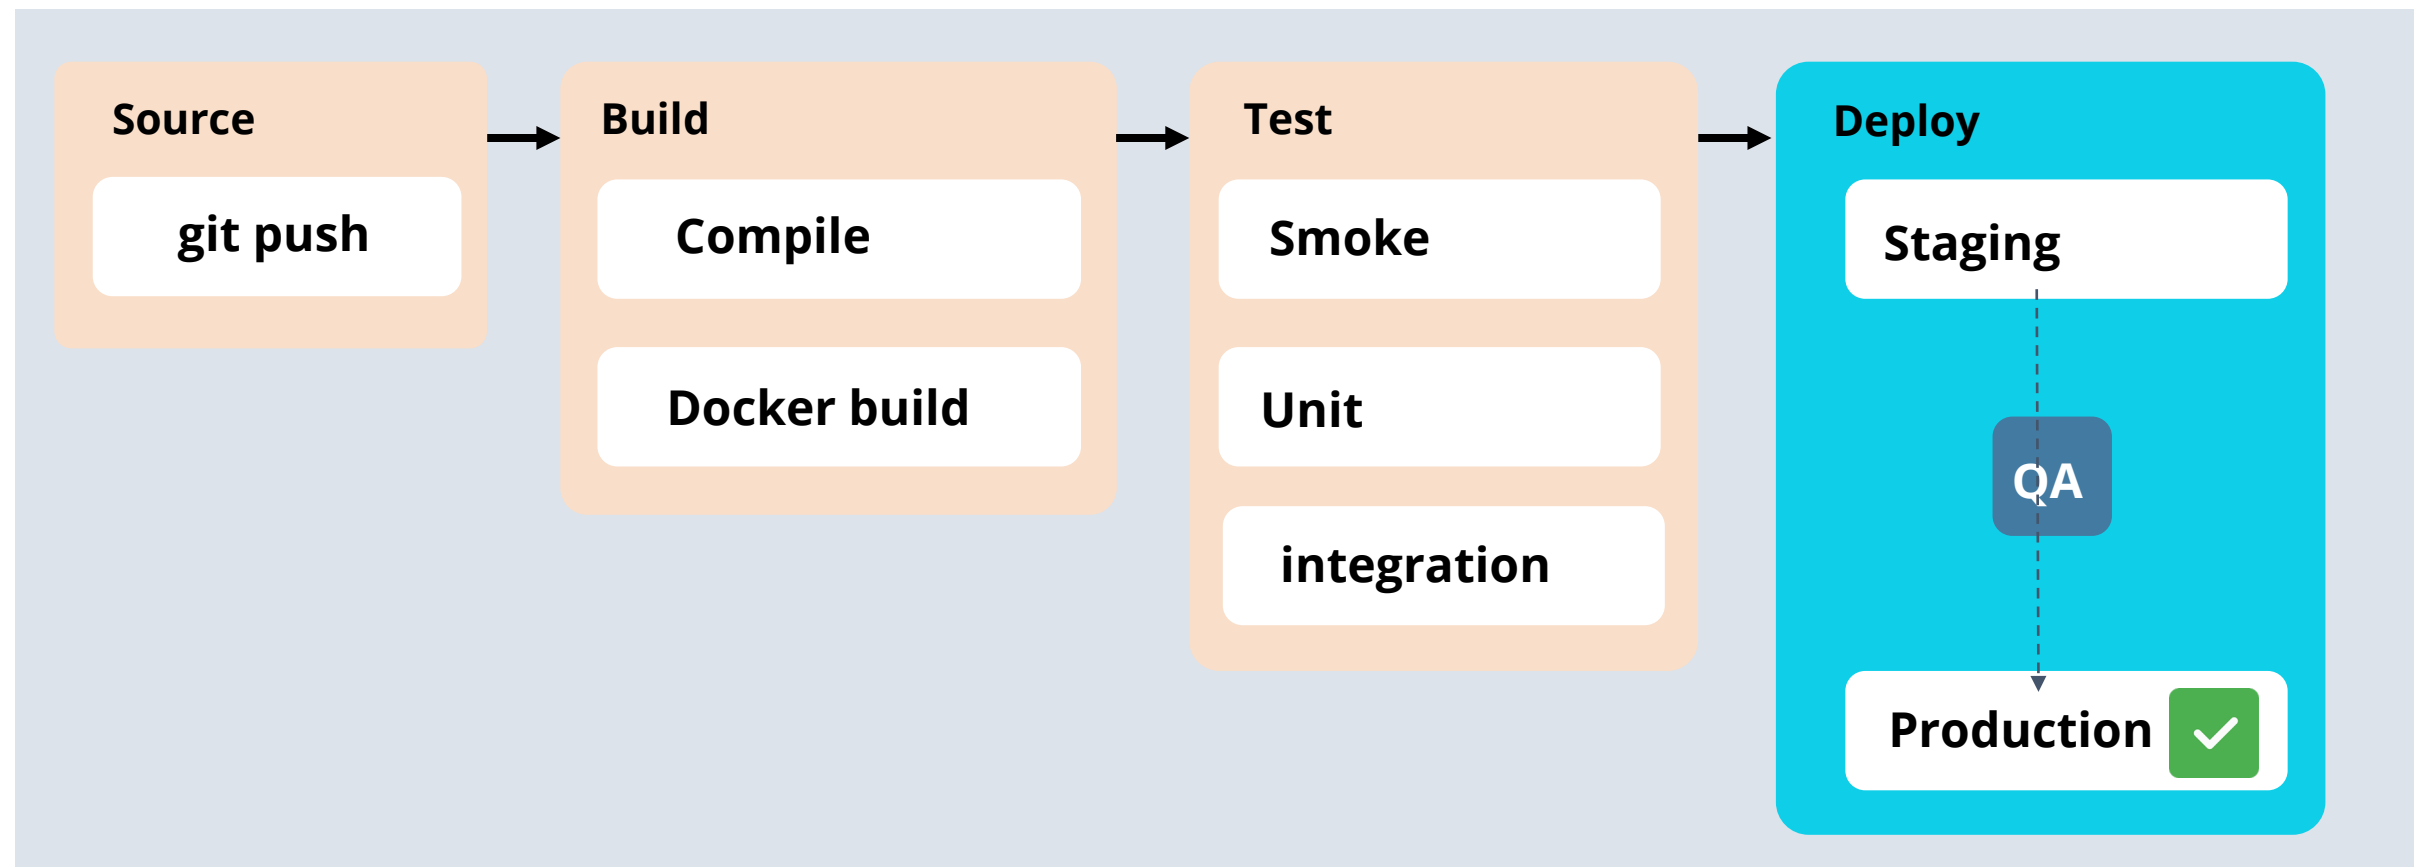 Source
git push
Build
Compile
Docker build
Test
Smoke
Unit
integration
Deploy
Staging
QA
Production